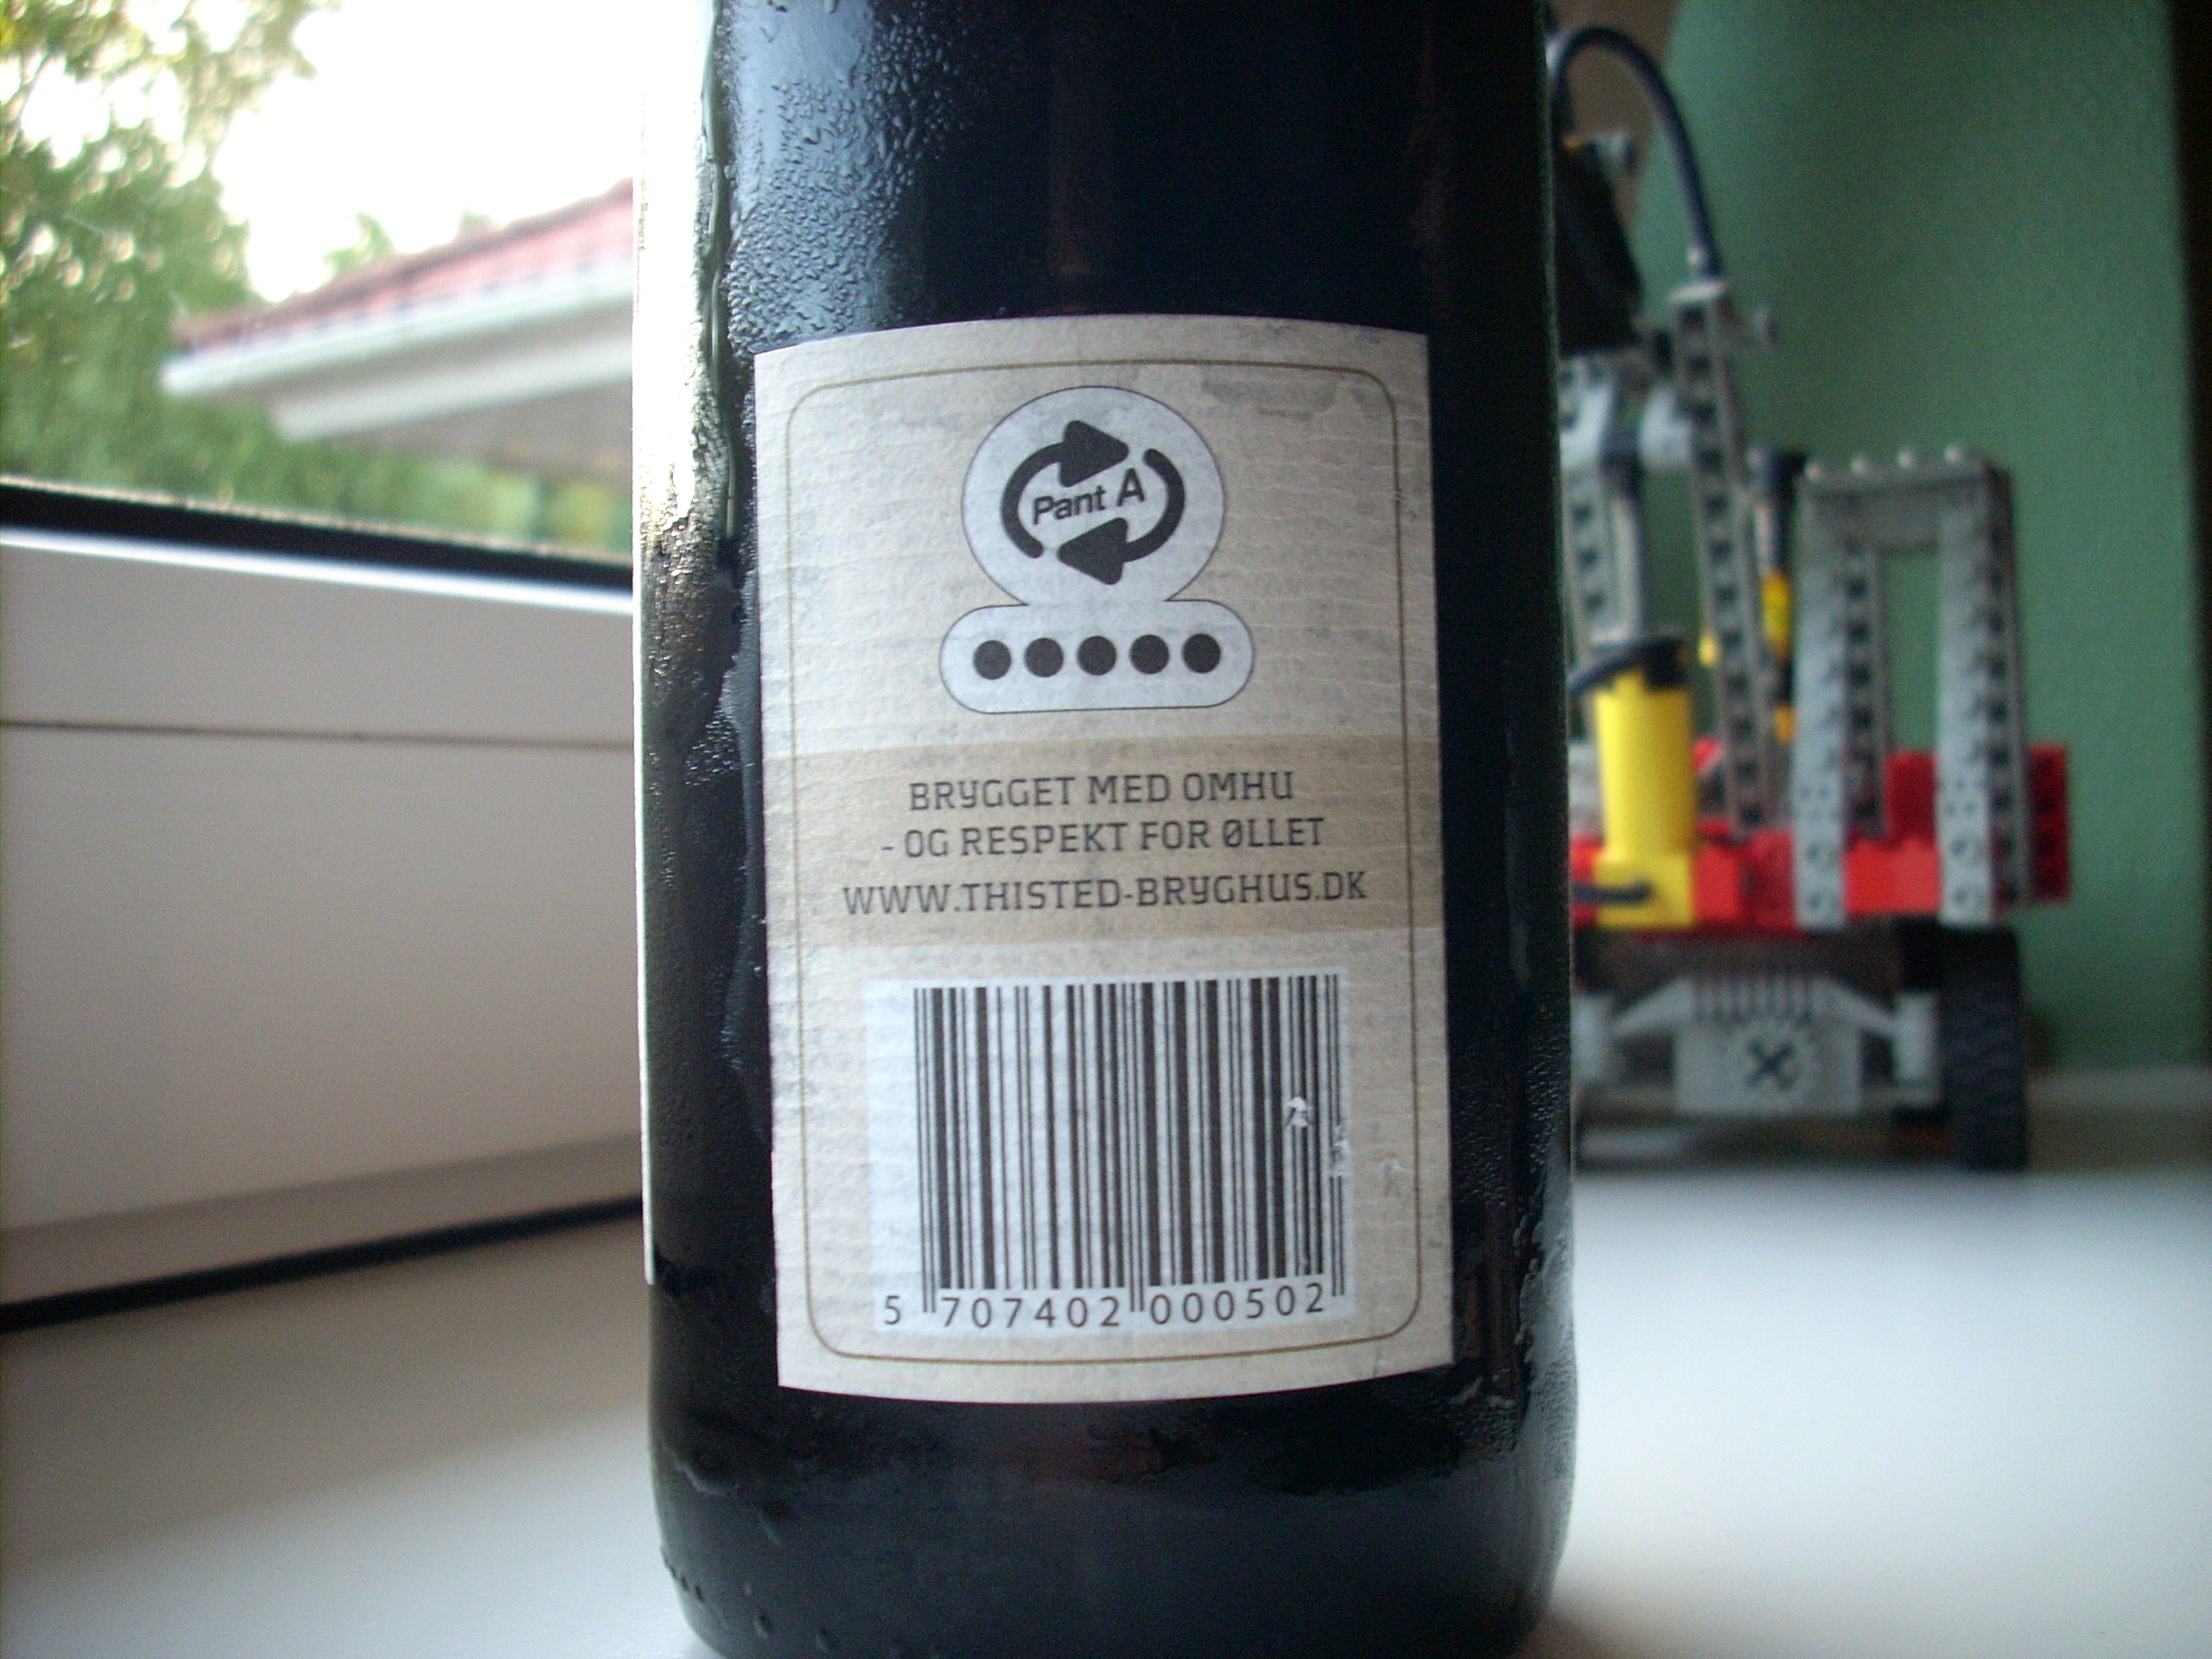 Pant A
BRYGGET MED OMHU
- OG RESPEKT FOR ØLLET
WWW.THISTED-BRYGHUS.DK
5 707402 000502